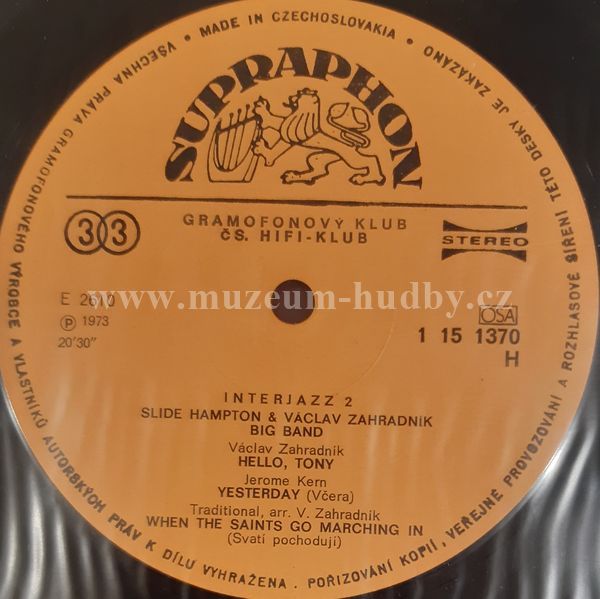 MADE IN CZECHOSLOVAKIA • VŠECHNA PRÁVA GRAMOFONOVÉHO VÝROBCE A VLASTNÍKŮ AUTORSKÝCH PRÁV K DÍLU VYHRAŽENA. POŘIZOVÁNÍ KOPIÍ, VEŘEJNÉ PROVOZOVÁNÍ A ROZHLASOVÉ ŠÍŘENÍ TÉTO DESKY JE ZAKÁZÁNO •
SUPRAPHON
GRAMOFONOVÝ KLUB
ČS. HIFI-KLUB
33
STEREO
www.muzeum-hudby.cz
E 2610
℗ 1973
20'30"
OSA
1 15 1370
H
INTERJAZZ 2
SLIDE HAMPTON & VÁCLAV ZAHRADNÍK
BIG BAND
Václav Zahradník
HELLO, TONY
Jerome Kern
YESTERDAY (Včera)
Traditional, arr. V. Zahradník
WHEN THE SAINTS GO MARCHING IN
(Svatí pochodují)